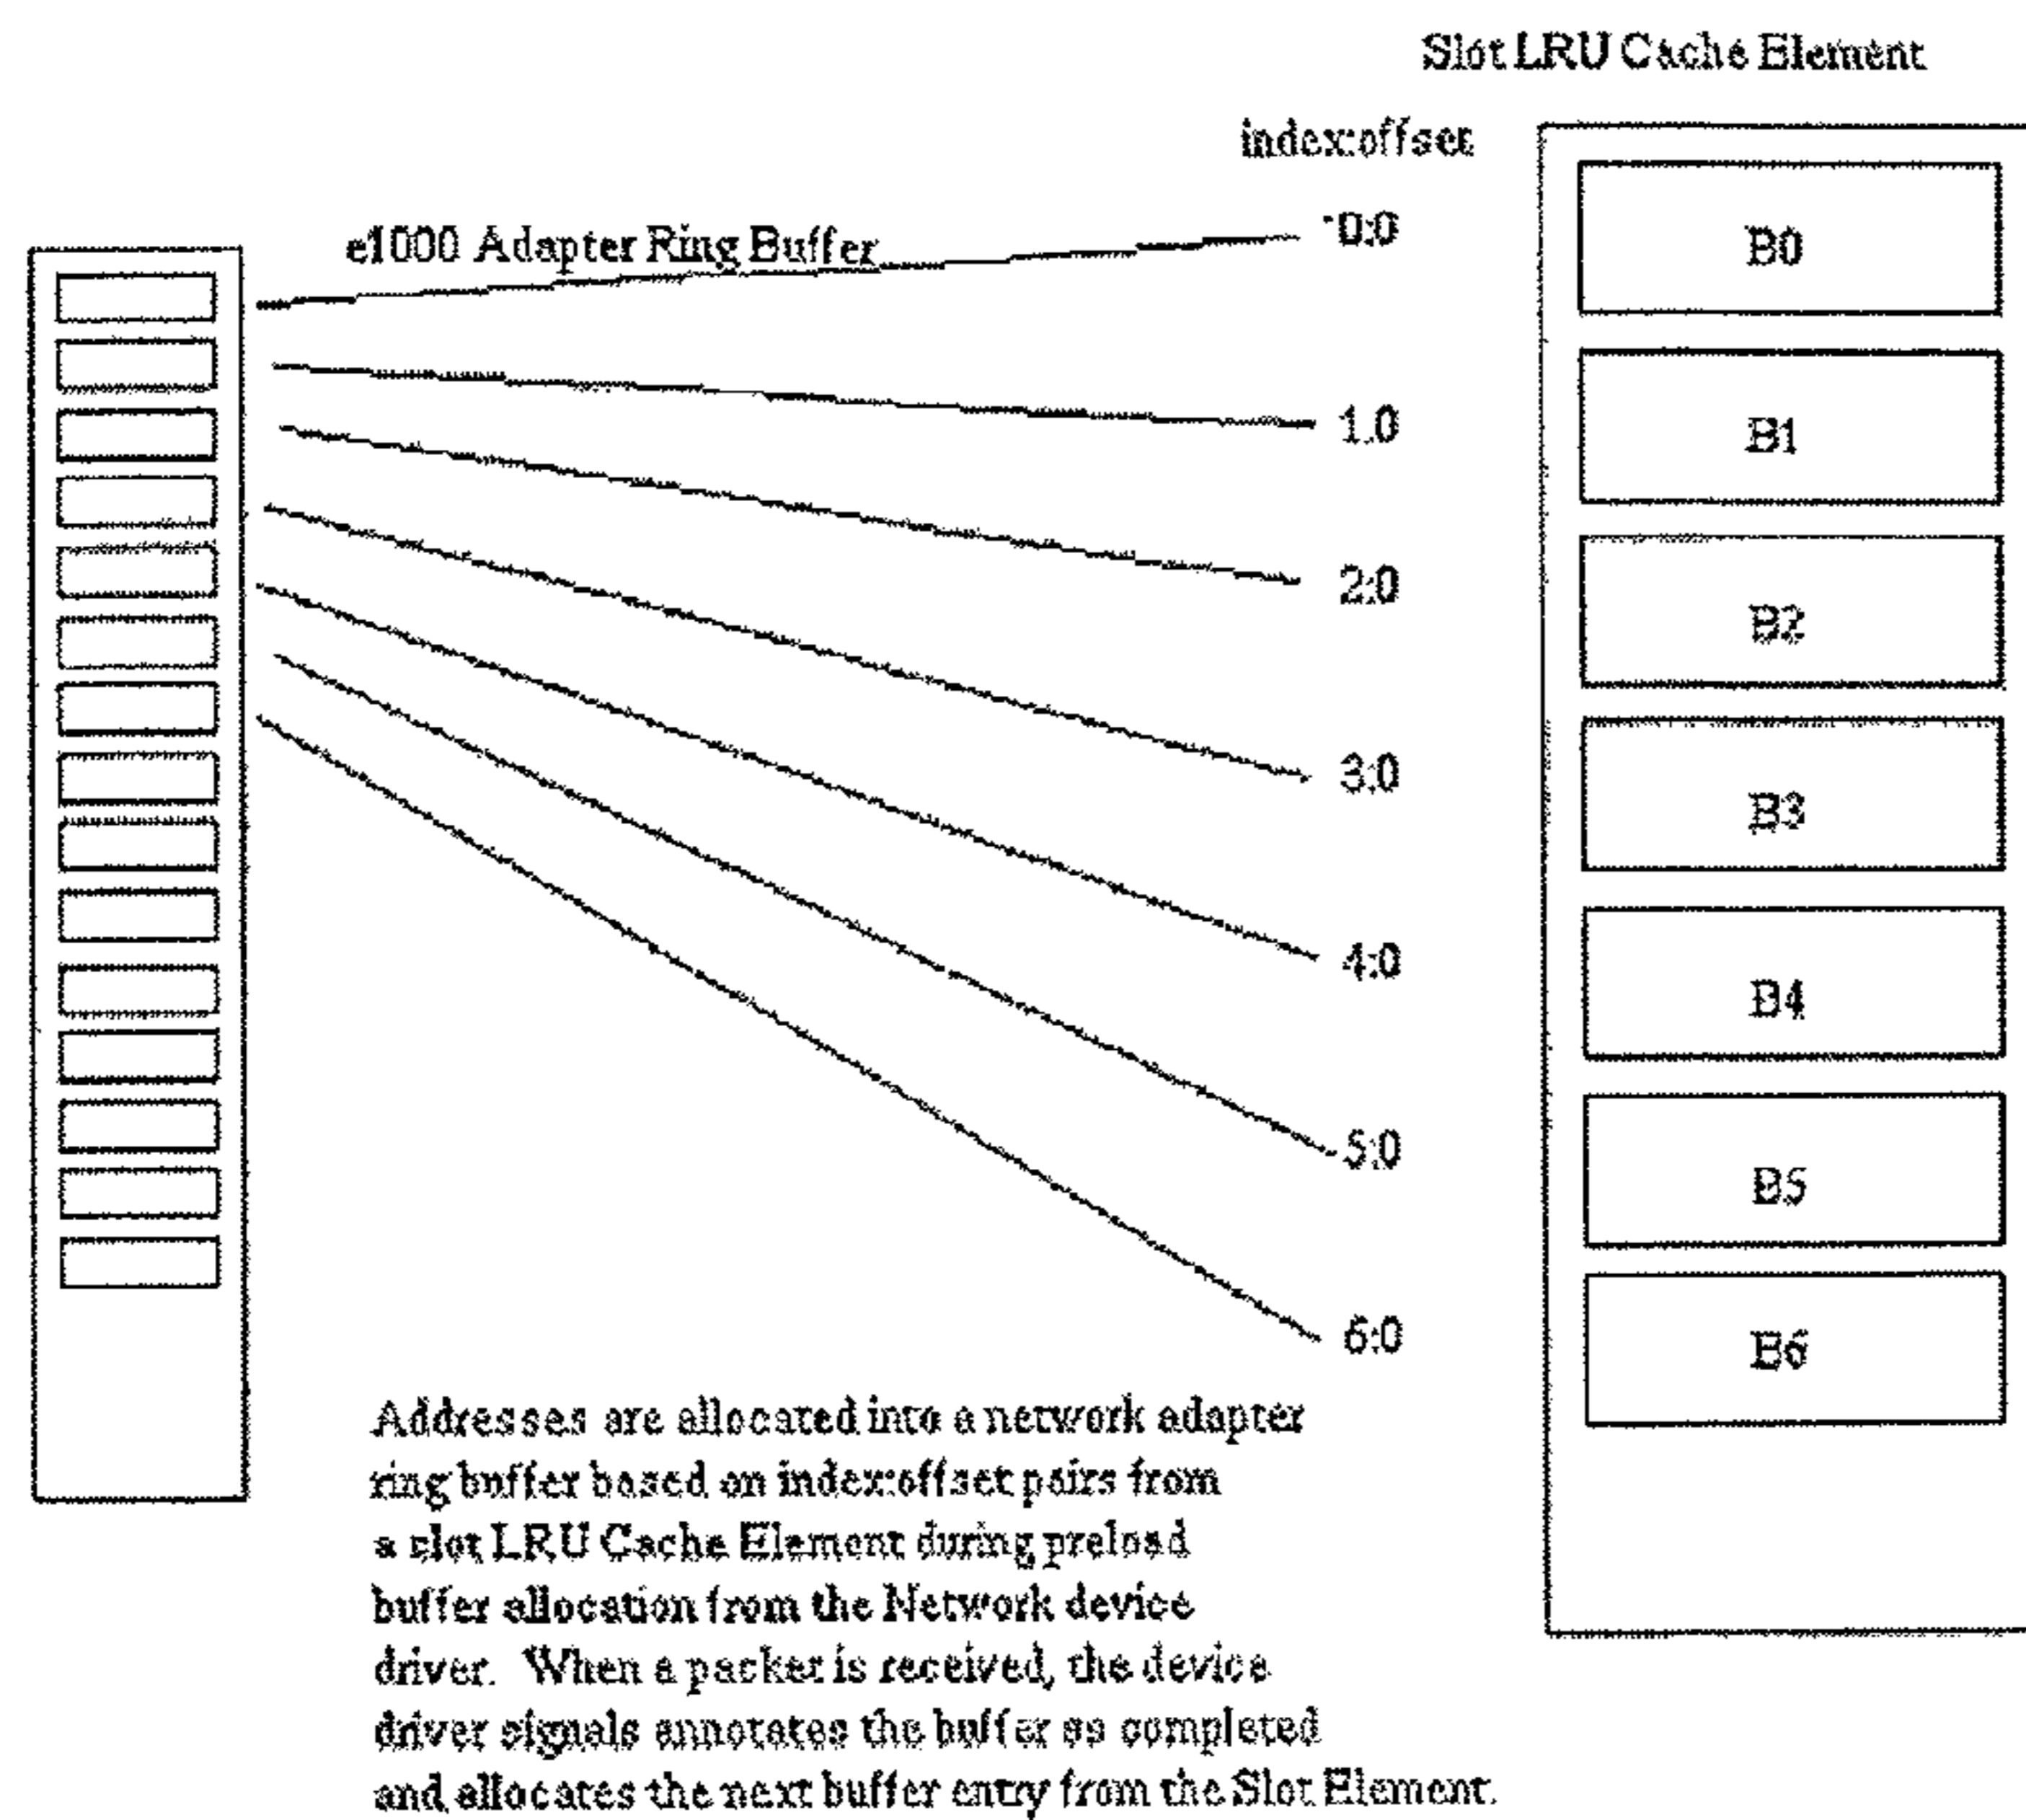 Slot LRU Cache Element
index:offset
e1000 Adapter Ring Buffer
0:0
B0
1:0
B1
2:0
B2
3:0
B3
4:0
B4
5:0
B5
6:0
B6
Addresses are allocated into a network adapter
ring buffer based on index:offset pairs from
a slot LRU Cache Element during preload
buffer allocation from the Network device
driver. When a packet is received, the device
driver signals annotates the buffer as completed
and allocates the next buffer entry from the Slot Element.